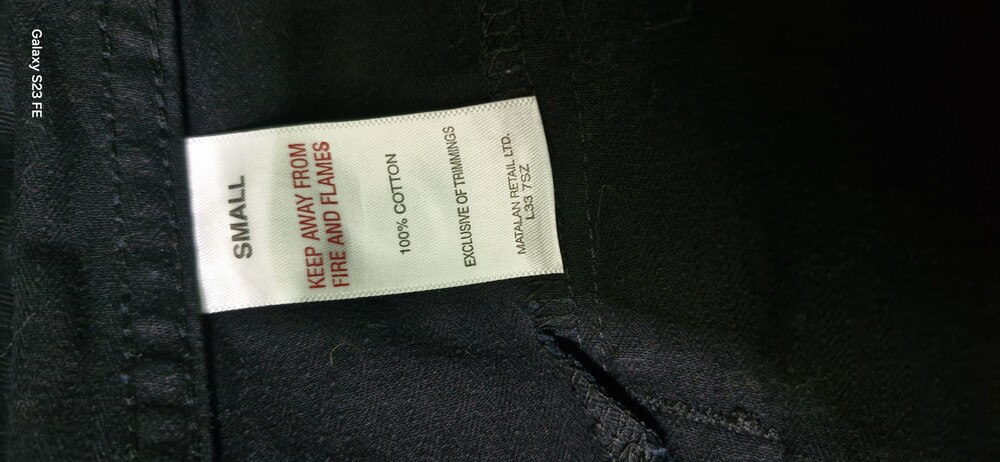 SMALL
KEEP AWAY FROM
FIRE AND FLAMES
100% COTTON
EXCLUSIVE OF TRIMMINGS
MATALAN RETAIL LTD.
L33 7SZ
Galaxy S23 FE